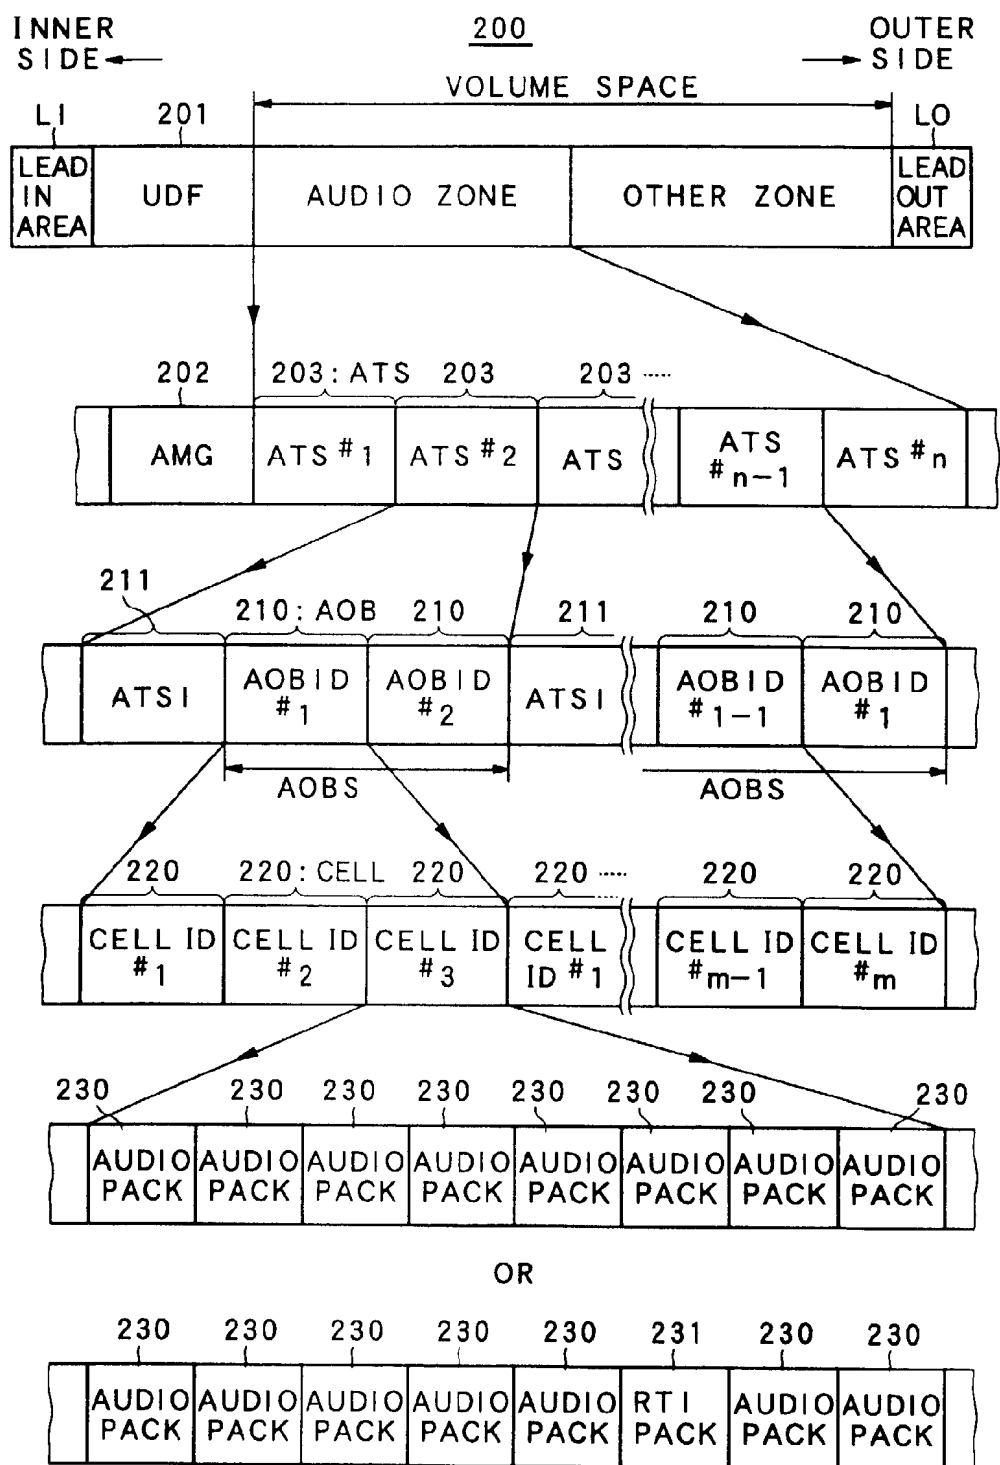 INNER SIDE
200
OUTER SIDE
VOLUME SPACE
LI
201
LO
LEAD IN AREA
UDF
AUDIO ZONE
OTHER ZONE
LEAD OUT AREA
202
203: ATS
203
203 .....
AMG
ATS #1
ATS #2
ATS
ATS #n-1
ATS #n
211
210: AOB
210
211
210
210
ATSI
AOBID #1
AOBID #2
ATSI
AOBID #1-1
AOBID #1
AOBS
AOBS
220
220: CELL
220
220 .....
220
220
CELL ID #1
CELL ID #2
CELL ID #3
CELL ID #1
CELL ID #m-1
CELL ID #m
230
230
230
230
230
230
230
230
AUDIO PACK
AUDIO PACK
AUDIO PACK
AUDIO PACK
AUDIO PACK
AUDIO PACK
AUDIO PACK
AUDIO PACK
OR
230
230
230
230
230
231
230
230
AUDIO PACK
AUDIO PACK
AUDIO PACK
AUDIO PACK
AUDIO PACK
RTI PACK
AUDIO PACK
AUDIO PACK